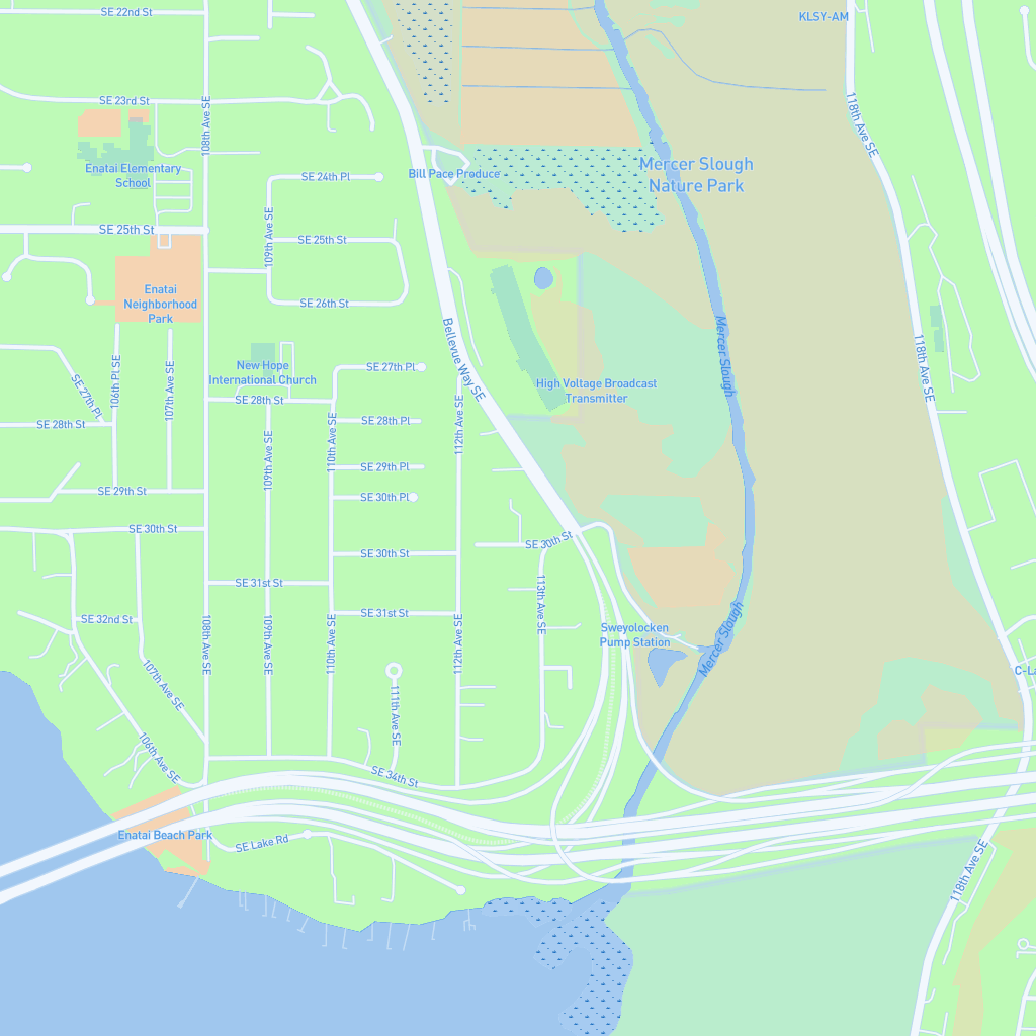 SE 22nd St
KLSY-AM
SE 23rd St
108th Ave SE
118th Ave SE
Enatai Elementary
School
SE 24th Pl
Bill Pace Produce
Mercer Slough
Nature Park
SE 25th St
109th Ave SE
SE 25th St
Enatai
Neighborhood
Park
SE 26th St
Bellevue Way SE
Mercer Slough
118th Ave SE
106th Pl SE
107th Ave SE
SE 27th Pl
New Hope
International Church
SE 27th Pl
High Voltage Broadcast
Transmitter
SE 28th St
SE 28th St
SE 28th Pl
112th Ave SE
109th Ave SE
110th Ave SE
SE 29th Pl
SE 29th St
SE 30th Pl
SE 30th St
SE 30th St
SE 30th St
SE 31st St
113th Ave SE
SE 32nd St
SE 31st St
Sweyolocken
Pump Station
Mercer Slough
108th Ave SE
109th Ave SE
110th Ave SE
112th Ave SE
107th Ave SE
111th Ave SE
C-La
106th Ave SE
SE 34th St
Enatai Beach Park
SE Lake Rd
118th Ave SE